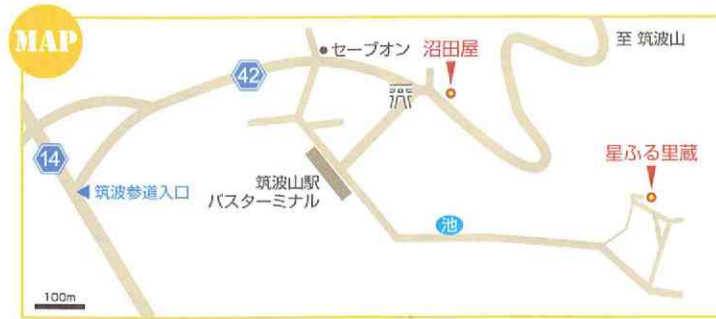 MAP
セーブオン
沼田屋
至 筑波山
42
14
筑波参道入口
筑波山駅
バスターミナル
星ふる里蔵
池
100m